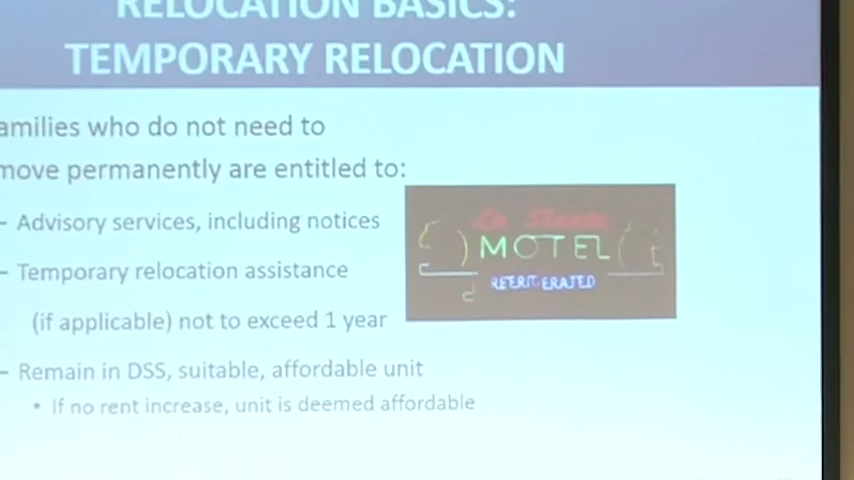 RELOCATION BASICS:
TEMPORARY RELOCATION
amilies who do not need to
move permanently are entitled to:
– Advisory services, including notices
– Temporary relocation assistance
(if applicable) not to exceed 1 year
– Remain in DSS, suitable, affordable unit
• If no rent increase, unit is deemed affordable
MOTEL